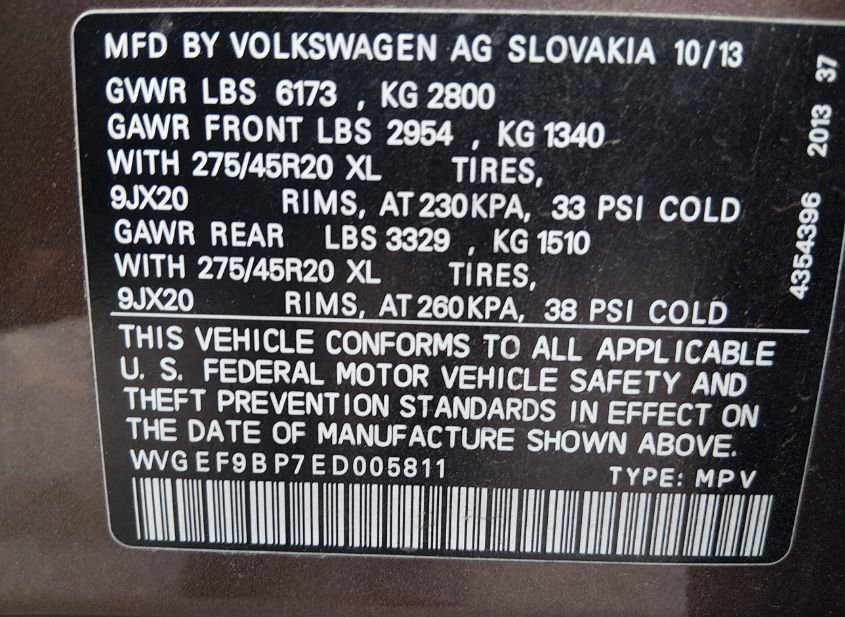 MFD BY VOLKSWAGEN AG SLOVAKIA 10/13
GVWR LBS 6173 , KG 2800
GAWR FRONT LBS 2954 , KG 1340
WITH 275/45R20 XL TIRES,
9JX20 RIMS, AT 230KPA, 33 PSI COLD
GAWR REAR LBS 3329 , KG 1510
WITH 275/45R20 XL TIRES,
9JX20 RIMS, AT 260KPA, 38 PSI COLD
THIS VEHICLE CONFORMS TO ALL APPLICABLE
U. S. FEDERAL MOTOR VEHICLE SAFETY AND
THEFT PREVENTION STANDARDS IN EFFECT ON
THE DATE OF MANUFACTURE SHOWN ABOVE.
WVGEF9BP7ED005811 TYPE: MPV
4354396 2013 37